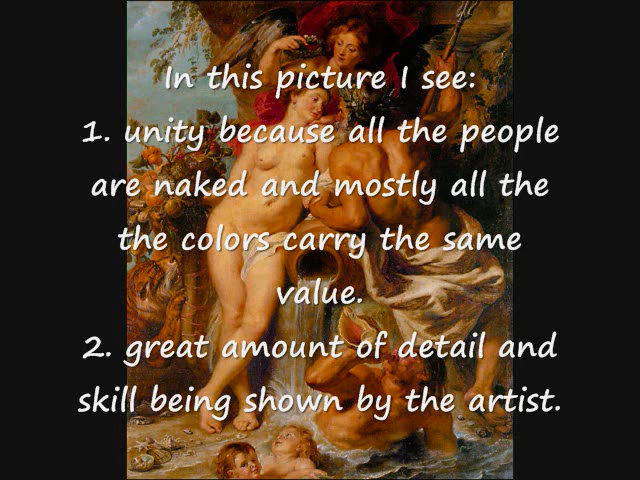 In this picture I see:
1. unity because all the people
are naked and mostly all the
the colors carry the same
value.
2. great amount of detail and
skill being shown by the artist.